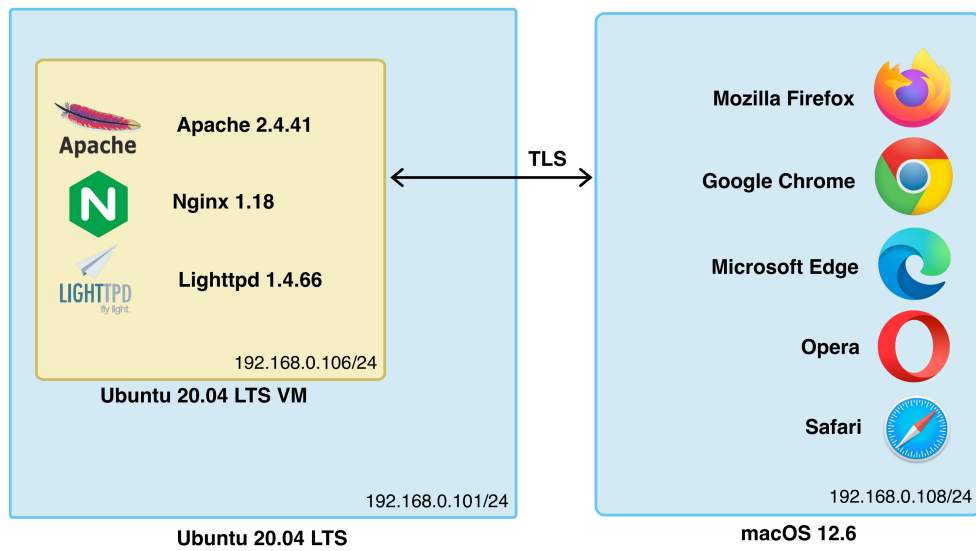 Apache
Apache 2.4.41
N
Nginx 1.18
LIGHTTPD
fly light.
Lighttpd 1.4.66
192.168.0.106/24
Ubuntu 20.04 LTS VM
192.168.0.101/24
Ubuntu 20.04 LTS
TLS
Mozilla Firefox
Google Chrome
Microsoft Edge
Opera
Safari
192.168.0.108/24
macOS 12.6